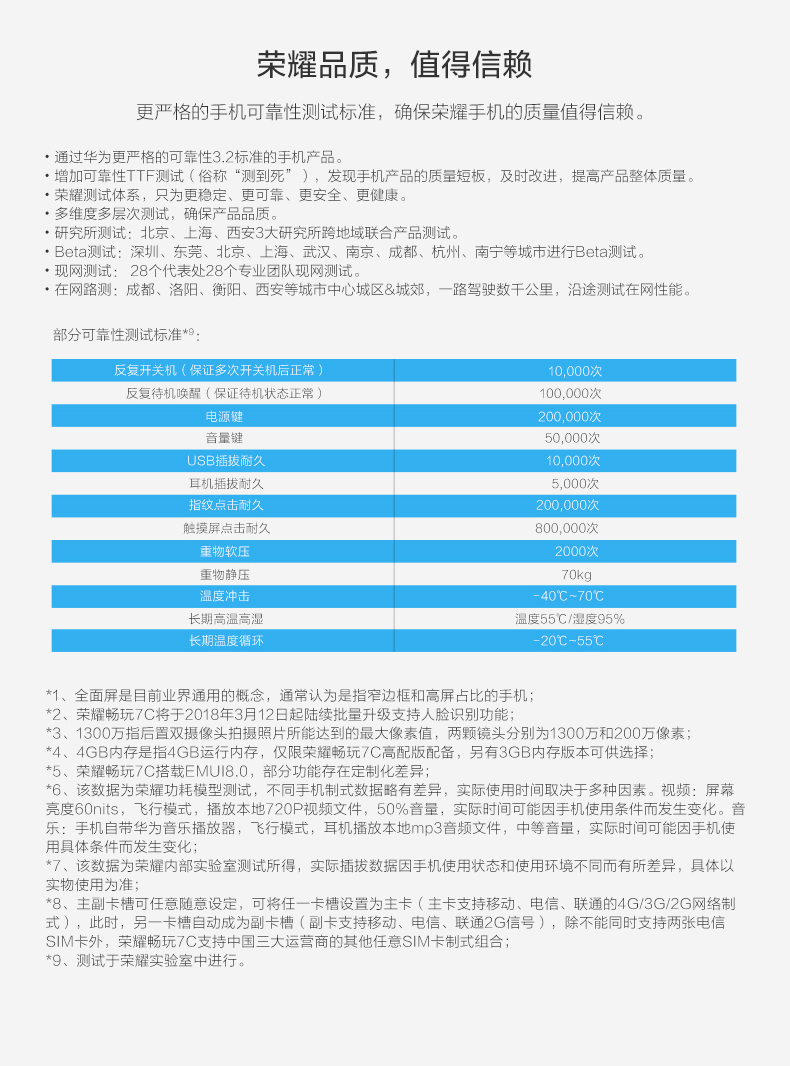 荣耀品质，值得信赖
更严格的手机可靠性测试标准，确保荣耀手机的质量值得信赖。
•通过华为更严格的可靠性3.2标准的手机产品。
•增加可靠性TTF测试（俗称“测到死”），发现手机产品的质量短板，及时改进，提高产品整体质量。
•荣耀测试体系，只为更稳定、更可靠、更安全、更健康。
•多维度多层次测试，确保产品品质。
•研究所测试：北京、上海、西安3大研究所跨地域联合产品测试。
•Beta测试：深圳、东莞、北京、上海、武汉、南京、成都、杭州、南宁等城市进行Beta测试。
•现网测试： 28个代表处28个专业团队现网测试。
•在网路测：成都、洛阳、衡阳、西安等城市中心城区&城郊，一路驾驶数千公里，沿途测试在网性能。
部分可靠性测试标准*9：
反复开关机（保证多次开关机后正常） 10,000次
反复待机唤醒（保证待机状态正常） 100,000次
电源键 200,000次
音量键 50,000次
USB插拔耐久 10,000次
耳机插拔耐久 5,000次
指纹点击耐久 200,000次
触摸屏点击耐久 800,000次
重物软压 2000次
重物静压 70kg
温度冲击 -40℃~70℃
长期高温高湿 温度55℃/湿度95%
长期温度循环 -20℃-55℃
*1、全面屏是目前业界通用的概念，通常认为是指窄边框和高屏占比的手机；
*2、荣耀畅玩7C将于2018年3月12日起陆续批量升级支持人脸识别功能；
*3、1300万指后置双摄像头拍摄照片所能达到的最大像素值，两颗镜头分别为1300万和200万像素；
*4、4GB内存是指4GB运行内存，仅限荣耀畅玩7C高配版配备，另有3GB内存版本可供选择；
*5、荣耀畅玩7C搭载EMUI8.0，部分功能存在定制化差异；
*6、该数据为荣耀功耗模型测试，不同手机制式数据略有差异，实际使用时间取决于多种因素。视频：屏幕
亮度60nits，飞行模式，播放本地720P视频文件，50%音量，实际时间可能因手机使用条件而发生变化。音
乐：手机自带华为音乐播放器，飞行模式，耳机播放本地mp3音频文件，中等音量，实际时间可能因手机使
用具体条件而发生变化；
*7、该数据为荣耀内部实验室测试所得，实际插拔数据因手机使用状态和使用环境不同而有所差异，具体以
实物使用为准；
*8、主副卡槽可任意随意设定，可将任一卡槽设置为主卡（主卡支持移动、电信、联通的4G/3G/2G网络制
式），此时，另一卡槽自动成为副卡槽（副卡支持移动、电信、联通2G信号），除不能同时支持两张电信
SIM卡外，荣耀畅玩7C支持中国三大运营商的其他任意SIM卡制式组合；
*9、测试于荣耀实验室中进行。